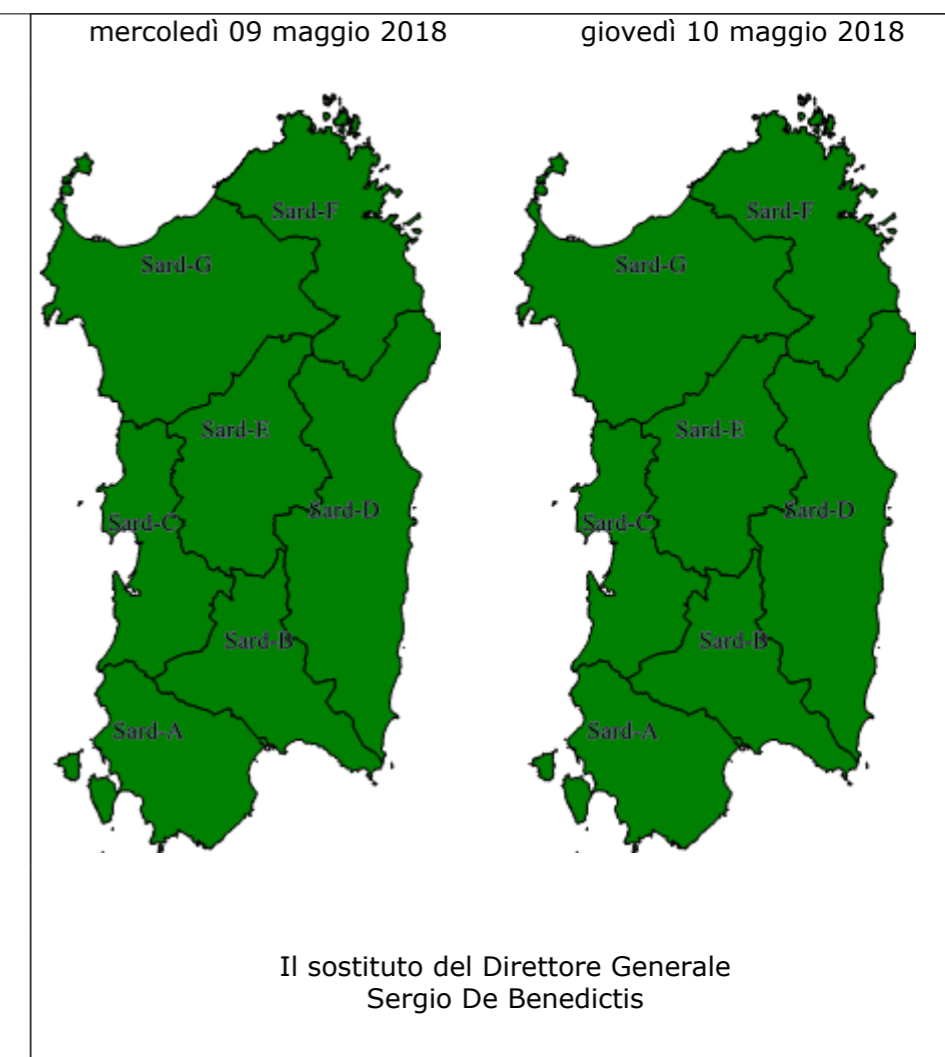 mercoledì 09 maggio 2018
giovedì 10 maggio 2018
Sard-F
Sard-G
Sard-E
Sard-D
Sard-C
Sard-B
Sard-A
Sard-F
Sard-G
Sard-E
Sard-D
Sard-C
Sard-B
Sard-A
Il sostituto del Direttore Generale
Sergio De Benedictis